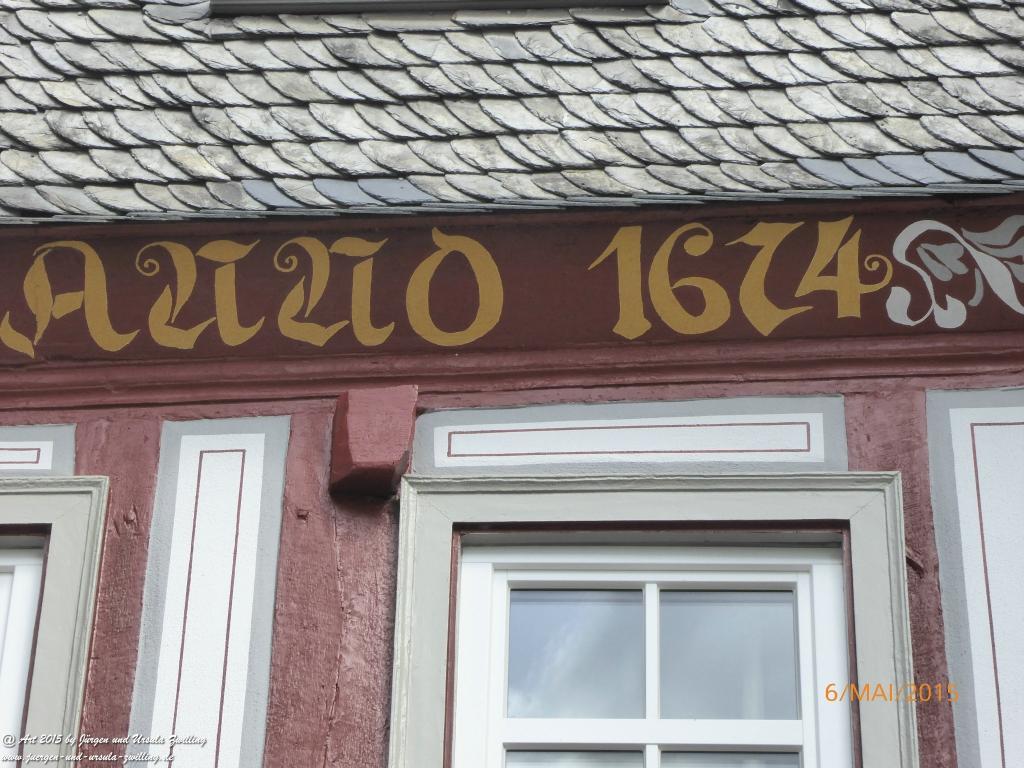 Anno 1674
6/MAI/2015
@ Art 2015 by Jürgen und Ursula Zwilling
www.juergen-und-ursula-zwilling.de